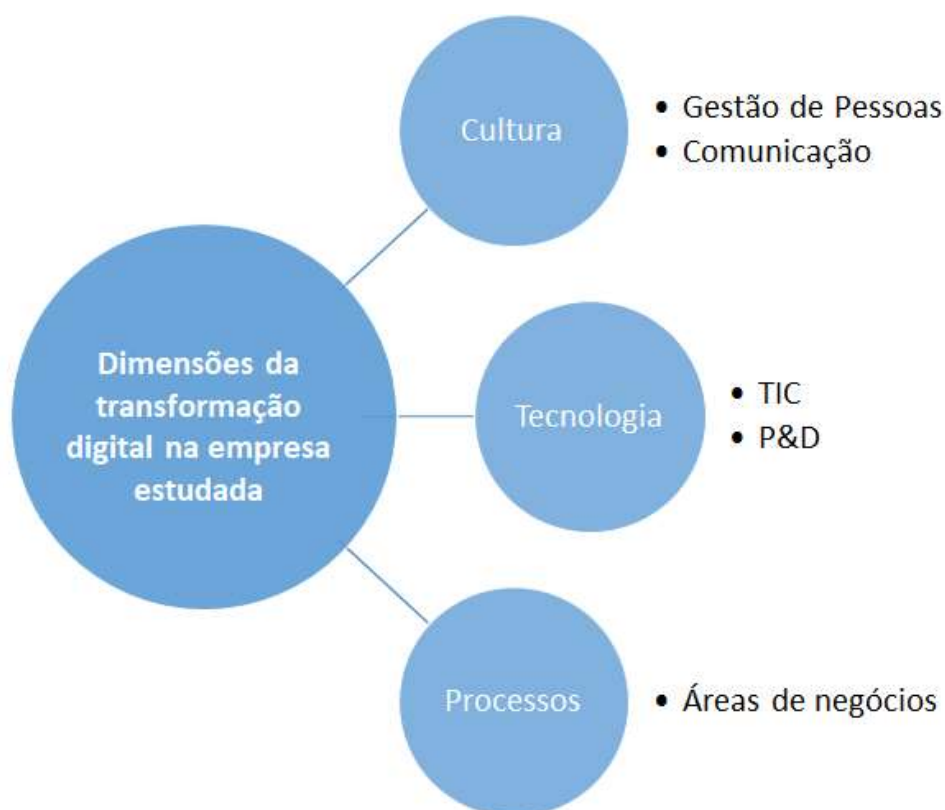 Cultura
• Gestão de Pessoas
• Comunicação
Dimensões da
transformação
digital na empresa
estudada
Tecnologia
• TIC
• P&D
Processos
• Áreas de negócios